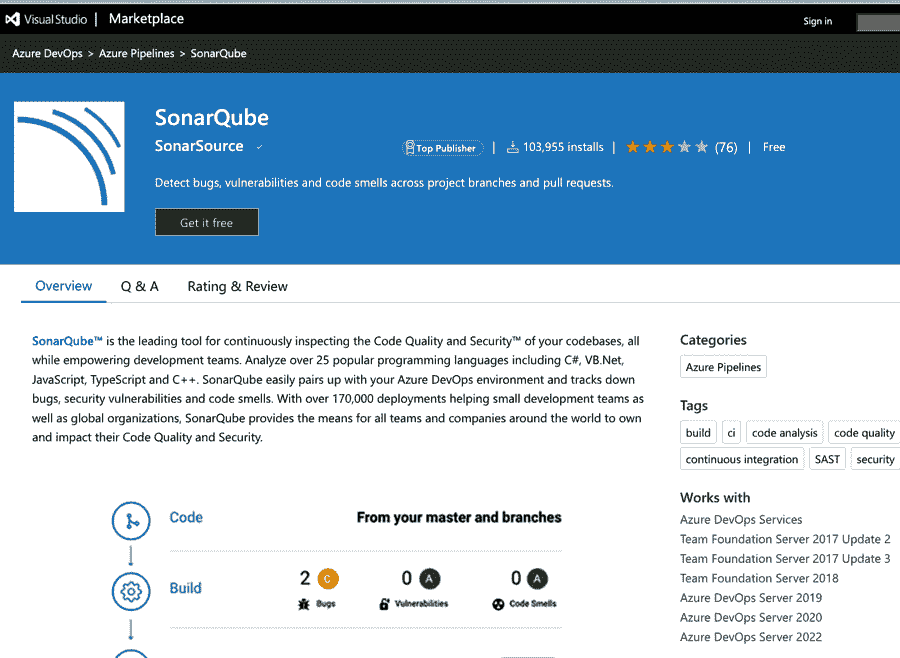 Visual Studio | Marketplace
Sign in
Azure DevOps > Azure Pipelines > SonarQube
SonarQube
SonarSource
Top Publisher | 103,955 installs | (76) | Free
Detect bugs, vulnerabilities and code smells across project branches and pull requests.
Get it free
Overview Q & A Rating & Review
SonarQube™ is the leading tool for continuously inspecting the Code Quality and Security™ of your codebases, all
while empowering development teams. Analyze over 25 popular programming languages including C#, VB.Net,
JavaScript, TypeScript and C++. SonarQube easily pairs up with your Azure DevOps environment and tracks down
bugs, security vulnerabilities and code smells. With over 170,000 deployments helping small development teams as
well as global organizations, SonarQube provides the means for all teams and companies around the world to own
and impact their Code Quality and Security.
Code From your master and branches
Build
2 C 0 A 0 A
Bugs Vulnerabilities Code Smells
Categories
Azure Pipelines
Tags
build ci code analysis code quality
continuous integration SAST security
Works with
Azure DevOps Services
Team Foundation Server 2017 Update 2
Team Foundation Server 2017 Update 3
Team Foundation Server 2018
Azure DevOps Server 2019
Azure DevOps Server 2020
Azure DevOps Server 2022